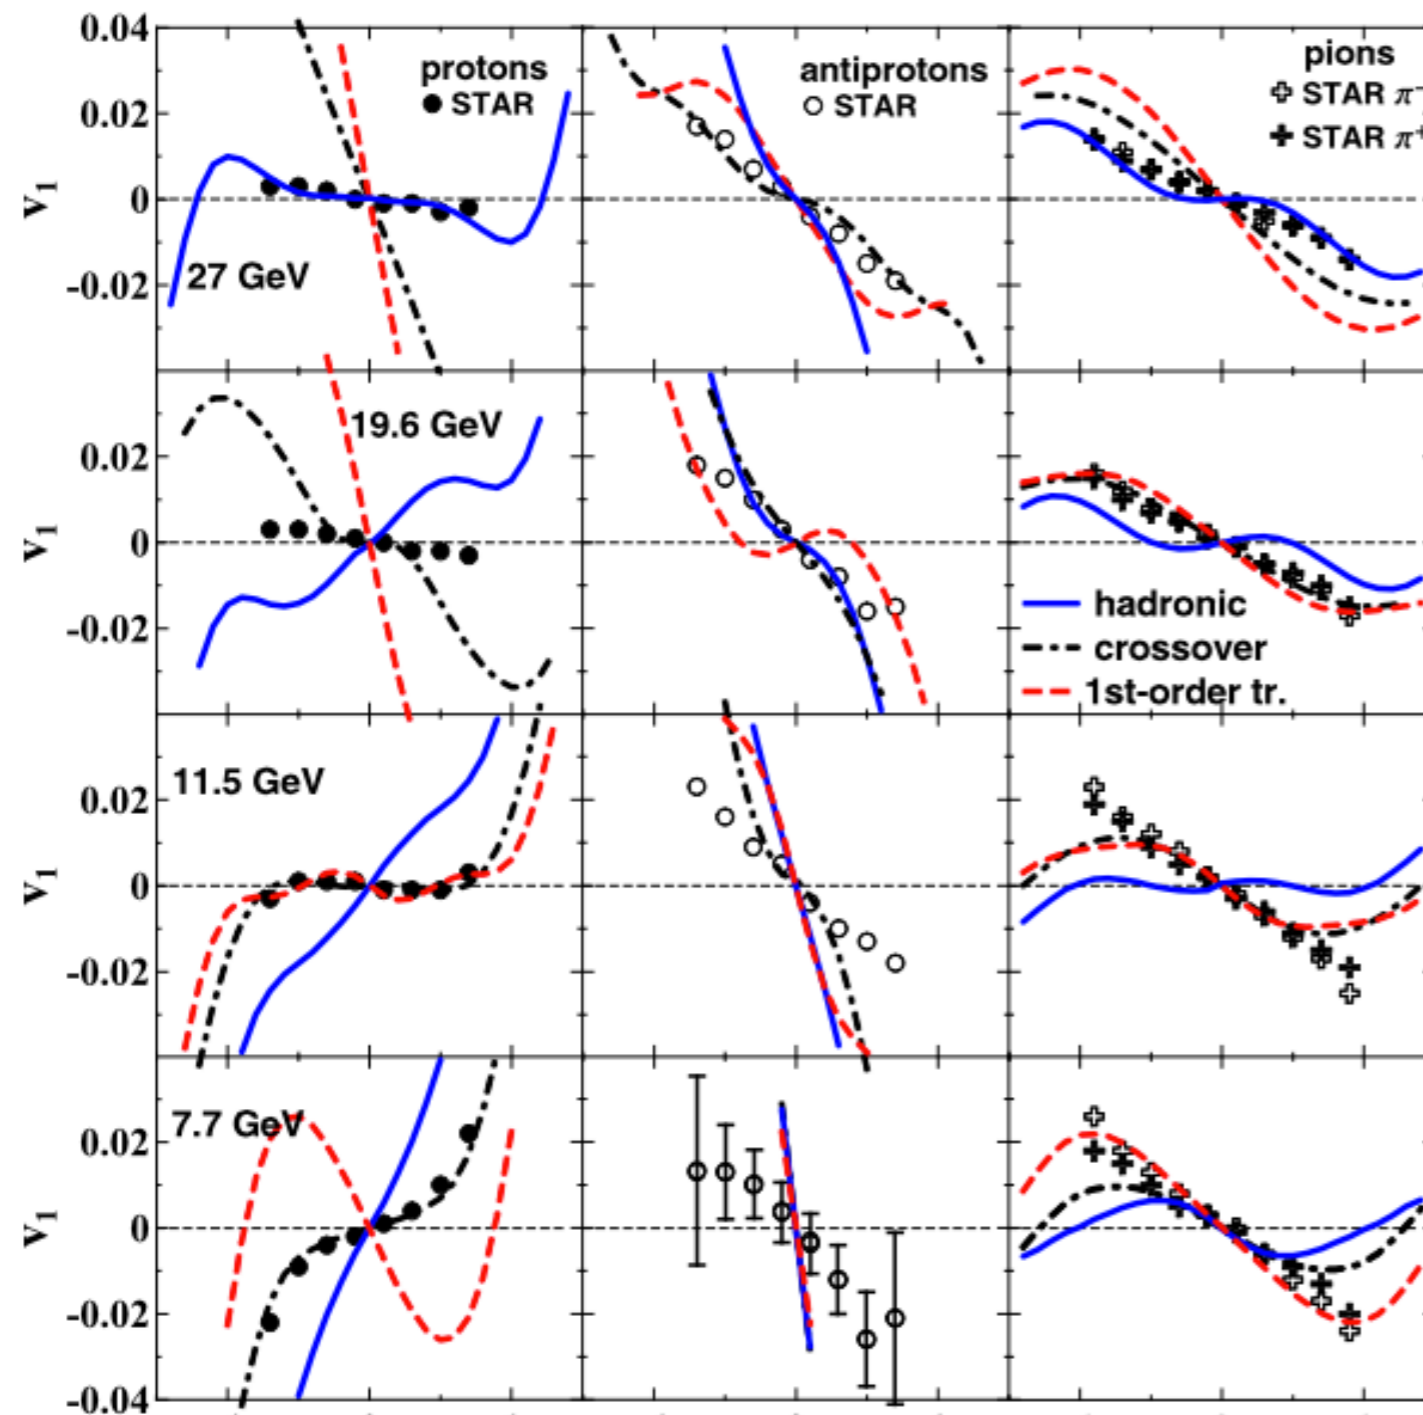 0.04
protons
● STAR
antiprotons
○ STAR
pions
STAR π⁻
STAR π⁺
0.02
v₁
0
27 GeV
-0.02
19.6 GeV
0.02
v₁
0
-0.02
hadronic
crossover
1st-order tr.
11.5 GeV
0.02
v₁
0
-0.02
7.7 GeV
0.02
v₁
0
-0.02
-0.04